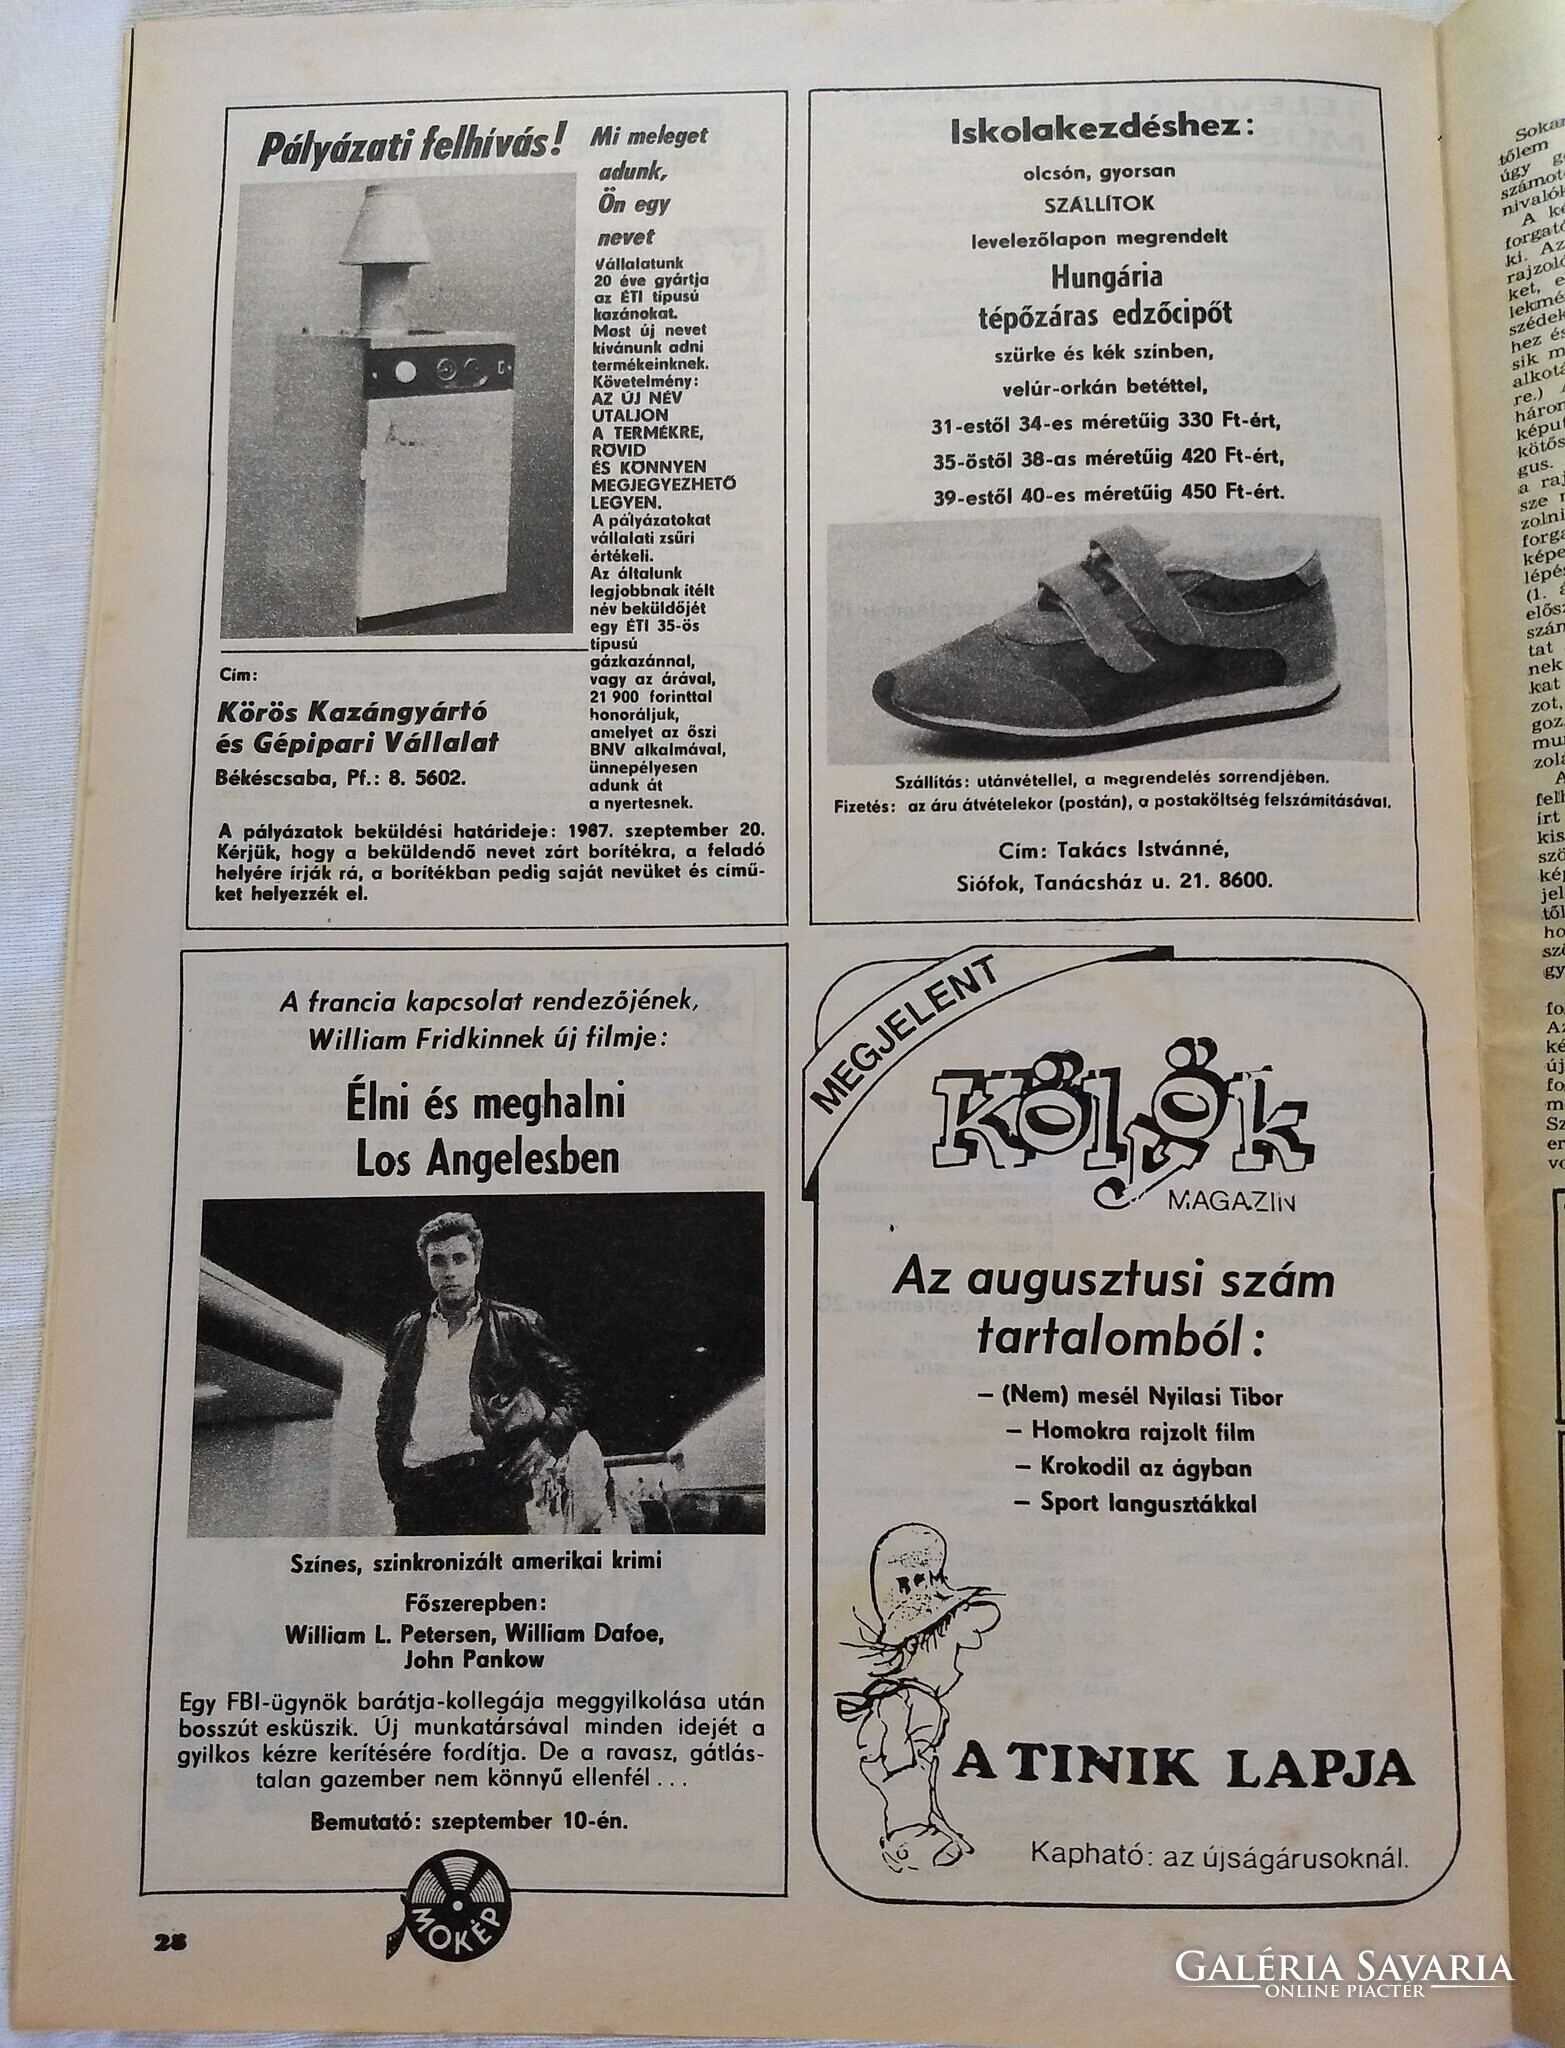 Pályázati felhívás!
Mi meleget
adunk,
Ön egy
nevet
Vállalatunk
20 éve gyártja
az ÉTI típusú
kazánokat.
Most új nevet
kívánunk adni
termékeinknek.
Követelmény:
AZ ÚJ NÉV
UTALJON
A TERMÉKRE,
RÖVID
ÉS KÖNNYEN
MEGJEGYEZHETŐ
LEGYEN.
A pályázatokat
vállalati zsűri
értékeli.
Az általunk
legjobbnak ítélt
név beküldőjét
egy ÉTI 35-ös
típusú
gázkazánnal,
vagy az árával,
21 900 forinttal
honoráljuk,
amelyet az őszi
BNV alkalmával,
ünnepélyesen
adunk át
a nyertesnek.
Cím:
Körös Kazángyártó
és Gépipari Vállalat
Békéscsaba, Pf.: 8. 5602.
A pályázatok beküldési határideje: 1987. szeptember 20.
Kérjük, hogy a beküldendő nevet zárt borítékra, a feladó
helyére írják rá, a borítékban pedig saját nevüket és címü-
ket helyezzék el.
Iskolakezdéshez:
olcsón, gyorsan
SZÁLLÍTOK
levelezőlapon megrendelt
Hungária
tépőzáras edzőcipőt
szürke és kék színben,
velúr-orkán betéttel,
31-estől 34-es méretűig 330 Ft-ért,
35-östől 38-as méretűig 420 Ft-ért,
39-estől 40-es méretűig 450 Ft-ért.
Szállítás: utánvétellel, a megrendelés sorrendjében.
Fizetés: az áru átvételekor (postán), a postaköltség felszámításával.
Cím: Takács Istvánné,
Siófok, Tanácsház u. 21. 8600.
A francia kapcsolat rendezőjének,
William Fridkinnek új filmje:
Élni és meghalni
Los Angelesben
Színes, szinkronizált amerikai krimi
Főszerepben:
William L. Petersen, William Dafoe,
John Pankow
Egy FBI-ügynök barátja-kollegája meggyilkolása után
bosszút esküszik. Új munkatársával minden idejét a
gyilkos kézre kerítésére fordítja. De a ravasz, gátlás-
talan gazember nem könnyű ellenfél...
Bemutató: szeptember 10-én.
MOKÉP
28
MEGJELENT
Kölyök
MAGAZIN
Az augusztusi szám
tartalomból:
– (Nem) mesél Nyilasi Tibor
– Homokra rajzolt film
– Krokodil az ágyban
– Sport langusztákkal
A TINIK LAPJA
Kapható: az újságárusoknál.
GALÉRIA SAVARIA
ONLINE PIACTÉR